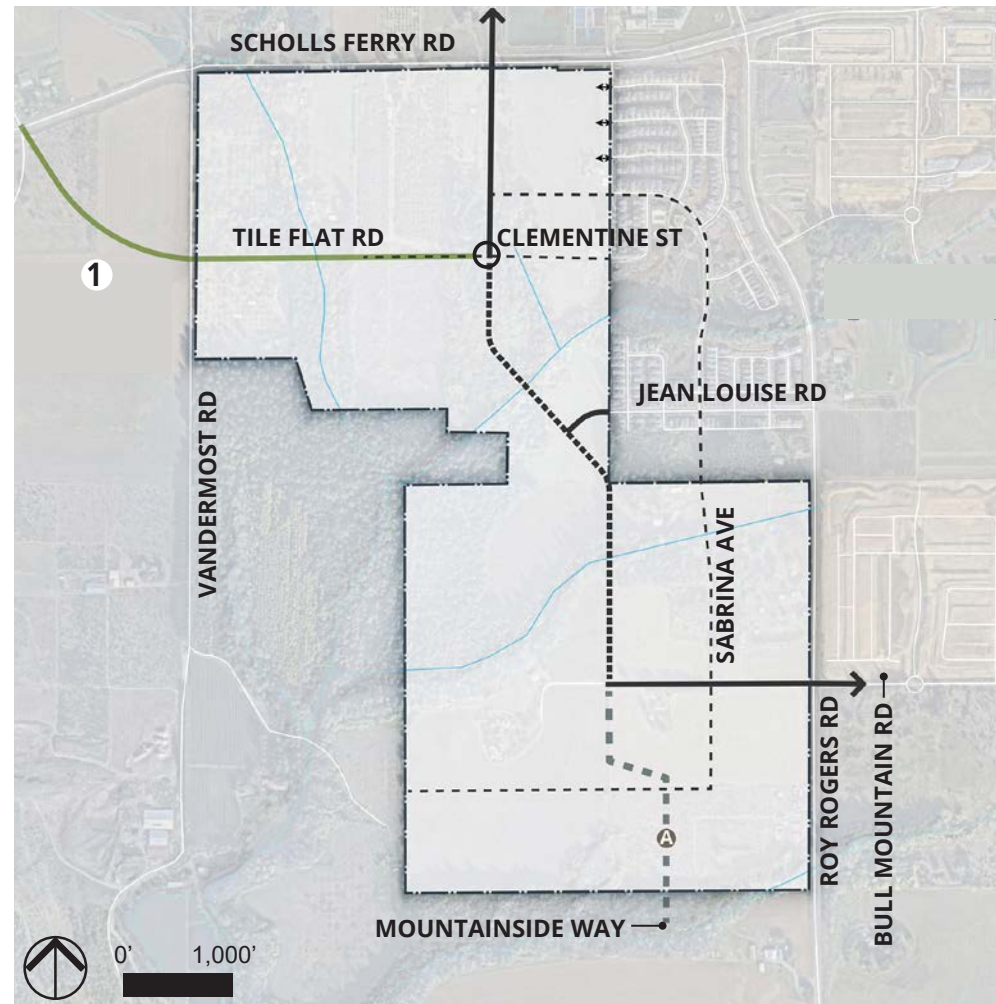 SCHOLLS FERRY RD
TILE FLAT RD
CLEMENTINE ST
1
JEAN LOUISE RD
VANDERMOST RD
SABRINA AVE
ROY ROGERS RD
BULL MOUNTAIN RD
A
MOUNTAINSIDE WAY
0'
1,000'